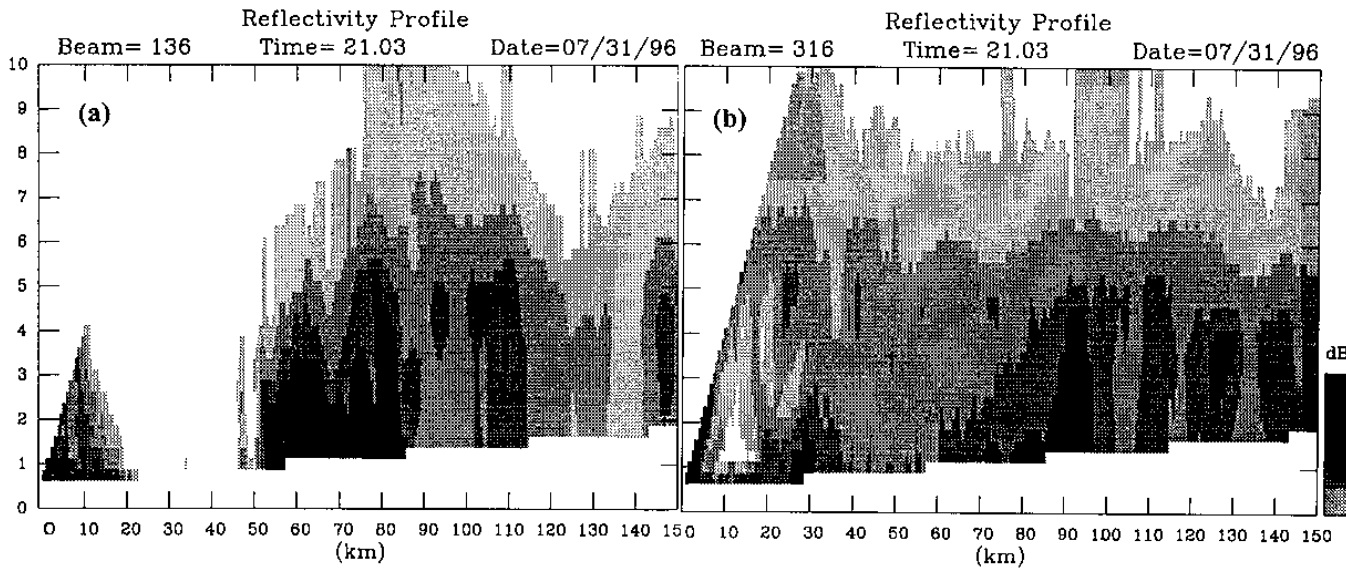 Reflectivity Profile
Beam= 136 Time= 21.03 Date=07/31/96
(a)
10
9
8
7
6
5
4
3
2
1
0
0 10 20 30 40 50 60 70 80 90 100 110 120 130 140 15
(km)
Reflectivity Profile
Beam= 316 Time= 21.03 Date=07/31/96
(b)
0 10 20 30 40 50 60 70 80 90 100 110 120 130 140 150
(km)
dB